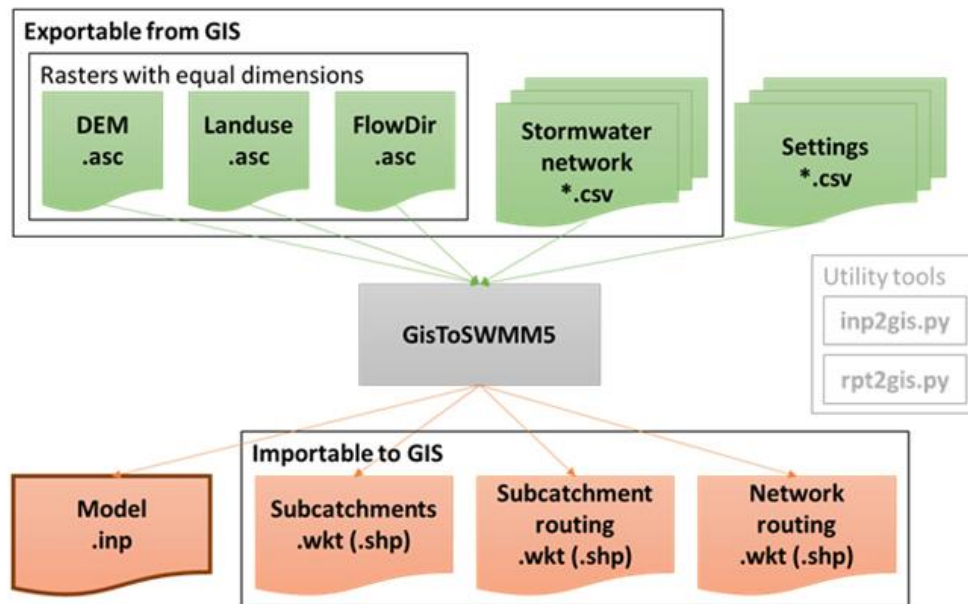 Exportable from GIS
Rasters with equal dimensions
DEM
.asc
Landuse
.asc
FlowDir
.asc
Stormwater
network
*.csv
Settings
*.csv
GisToSWMM5
Utility tools
inp2gis.py
rpt2gis.py
Importable to GIS
Model
.inp
Subcatchments
.wkt (.shp)
Subcatchment
routing
.wkt (.shp)
Network
routing
.wkt (.shp)